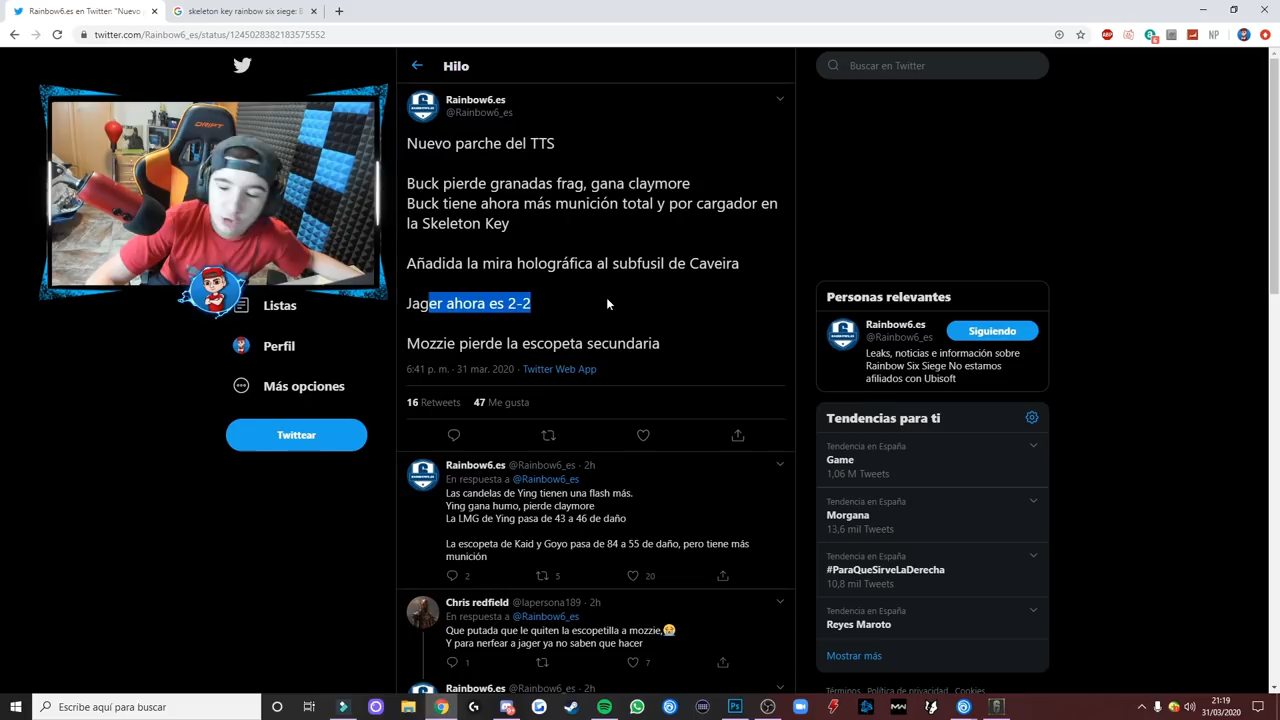 Rainbow6.es en Twitter: "Nuevo p
skeleton key rainbow six siege: B
twitter.com/Rainbow6_es/status/1245028382183575552
ABP
6
NP
Hilo
Buscar en Twitter
Rainbow6.es
@Rainbow6_es
Nuevo parche del TTS
Buck pierde granadas frag, gana claymore
Buck tiene ahora más munición total y por cargador en
la Skeleton Key
Añadida la mira holográfica al subfusil de Caveira
Jager ahora es 2-2
Mozzie pierde la escopeta secundaria
6:41 p. m. · 31 mar. 2020 · Twitter Web App
16 Retweets 47 Me gusta
DRIFT
Listas
Perfil
Más opciones
Twittear
Rainbow6.es @Rainbow6_es · 2h
En respuesta a @Rainbow6_es
Las candelas de Ying tienen una flash más.
Ying gana humo, pierde claymore
La LMG de Ying pasa de 43 a 46 de daño
La escopeta de Kaid y Goyo pasa de 84 a 55 de daño, pero tiene más
munición
2 5 20
Chris redfield @lapersona189 · 2h
En respuesta a @Rainbow6_es
Que putada que le quiten la escopetilla a mozzie,😭
Y para nerfear a jager ya no saben que hacer
1 7
Rainbow6.es @Rainbow6_es · 2h
Personas relevantes
Rainbow6.es
@Rainbow6_es
Siguiendo
Leaks, noticias e información sobre
Rainbow Six Siege No estamos
afiliados con Ubisoft
Tendencias para ti
Tendencia en España
Game
1,06 M Tweets
Tendencia en España
Morgana
13,6 mil Tweets
Tendencia en España
#ParaQueSirveLaDerecha
10,8 mil Tweets
Tendencia en España
Reyes Maroto
Mostrar más
Términos Política de privacidad Cookies
Escribe aquí para buscar
Ps
21:19
31/03/2020